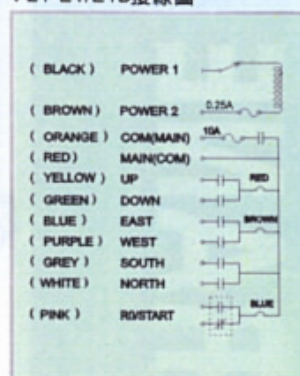 接線圖
( BLACK ) POWER 1
( BROWN ) POWER 2 0.25A
( ORANGE ) COM(MAIN) 10A
( RED ) MAIN(COM)
( YELLOW ) UP RED
( GREEN ) DOWN
( BLUE ) EAST BROWN
( PURPLE ) WEST
( GREY ) SOUTH
( WHITE ) NORTH
BLUE
( PINK ) R0/START